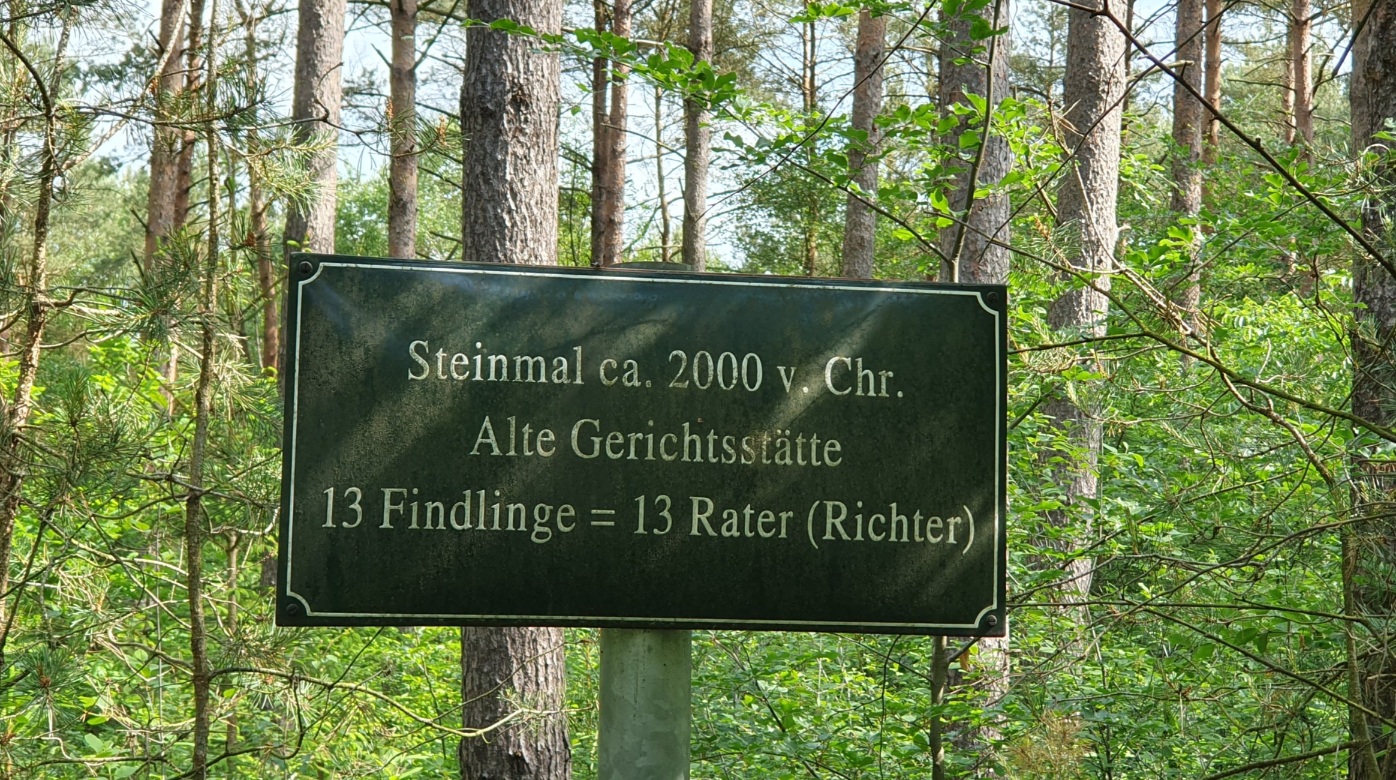 Steinmal ca. 2000 v. Chr.
Alte Gerichtsstätte
13 Findlinge = 13 Rater (Richter)